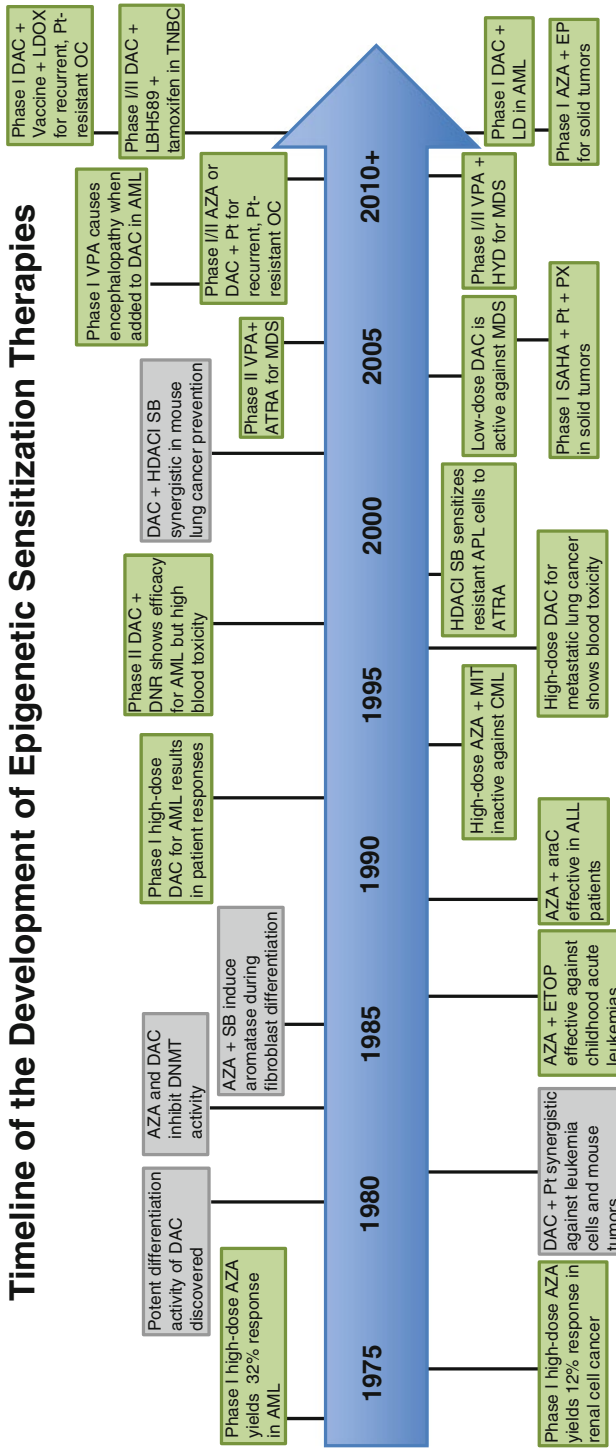 Timeline of the Development of Epigenetic Sensitization Therapies
Phase I high-dose AZA
yields 32% response
in AML
Potent differentiation
activity of DAC
discovered
AZA and DAC
inhibit DNMT
activity
AZA + SB induce
aromatase during
fibroblast differentiation
Phase I high-dose
DAC for AML results
in patient responses
Phase II DAC +
DNR shows efficacy
for AML but high
blood toxicity
DAC + HDACI SB
synergistic in mouse
lung cancer prevention
Phase II VPA+
ATRA for MDS
Phase I VPA causes
encephalopathy when
added to DAC in AML
Phase I/II AZA or
DAC + Pt for
recurrent, Pt-
resistant OC
Phase I DAC +
Vaccine + LDOX
for recurrent, Pt-
resistant OC
Phase I/II DAC +
LBH589 +
tamoxifen in TNBC
1975
1980
1985
1990
1995
2000
2005
2010+
Phase I high-dose AZA
yields 12% response in
renal cell cancer
DAC + Pt synergistic
against leukemia
cells and mouse
tumors
AZA + ETOP
effective against
childhood acute
leukemias
AZA + araC
effective in ALL
patients
High-dose AZA + MIT
inactive against CML
High-dose DAC for
metastatic lung cancer
shows blood toxicity
HDACI SB sensitizes
resistant APL cells to
ATRA
Low-dose DAC is
active against MDS
Phase I SAHA + Pt + PX
in solid tumors
Phase I/II VPA +
HYD for MDS
Phase I DAC +
LD in AML
Phase I AZA + EP
for solid tumors